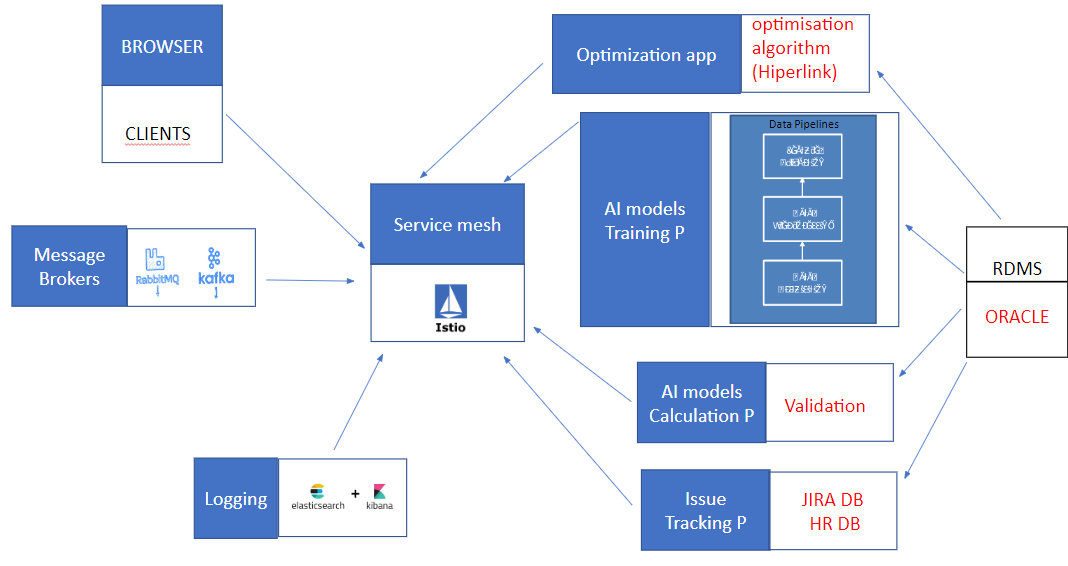 BROWSER
CLIENTS
Optimization app
optimisation
algorithm
(Hiperlink)
AI models
Training P
Data Pipelines
Service mesh
Istio
Message
Brokers
RabbitMQ
kafka
RDMS
ORACLE
AI models
Calculation P
Validation
Logging
elasticsearch
+
kibana
Issue
Tracking P
JIRA DB
HR DB